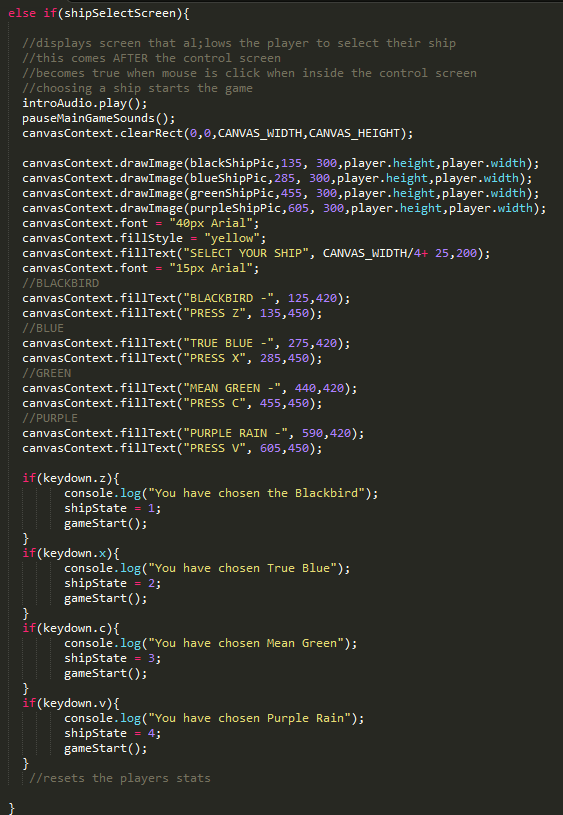 else if(shipSelectScreen){
//displays screen that al;lows the player to select their ship
//this comes AFTER the control screen
//becomes true when mouse is click when inside the control screen
//choosing a ship starts the game
introAudio.play();
pauseMainGameSounds();
canvasContext.clearRect(0,0,CANVAS_WIDTH,CANVAS_HEIGHT);
canvasContext.drawImage(blackShipPic,135, 300,player.height,player.width);
canvasContext.drawImage(blueShipPic,285, 300,player.height,player.width);
canvasContext.drawImage(greenShipPic,455, 300,player.height,player.width);
canvasContext.drawImage(purpleShipPic,605, 300,player.height,player.width);
canvasContext.font = "40px Arial";
canvasContext.fillStyle = "yellow";
canvasContext.fillText("SELECT YOUR SHIP", CANVAS_WIDTH/4+ 25,200);
canvasContext.font = "15px Arial";
//BLACKBIRD
canvasContext.fillText("BLACKBIRD -", 125,420);
canvasContext.fillText("PRESS Z", 135,450);
//BLUE
canvasContext.fillText("TRUE BLUE -", 275,420);
canvasContext.fillText("PRESS X", 285,450);
//GREEN
canvasContext.fillText("MEAN GREEN -", 440,420);
canvasContext.fillText("PRESS C", 455,450);
//PURPLE
canvasContext.fillText("PURPLE RAIN -", 590,420);
canvasContext.fillText("PRESS V", 605,450);
if(keydown.z){
console.log("You have chosen the Blackbird");
shipState = 1;
gameStart();
}
if(keydown.x){
console.log("You have chosen True Blue");
shipState = 2;
gameStart();
}
if(keydown.c){
console.log("You have chosen Mean Green");
shipState = 3;
gameStart();
}
if(keydown.v){
console.log("You have chosen Purple Rain");
shipState = 4;
gameStart();
}
//resets the players stats
}